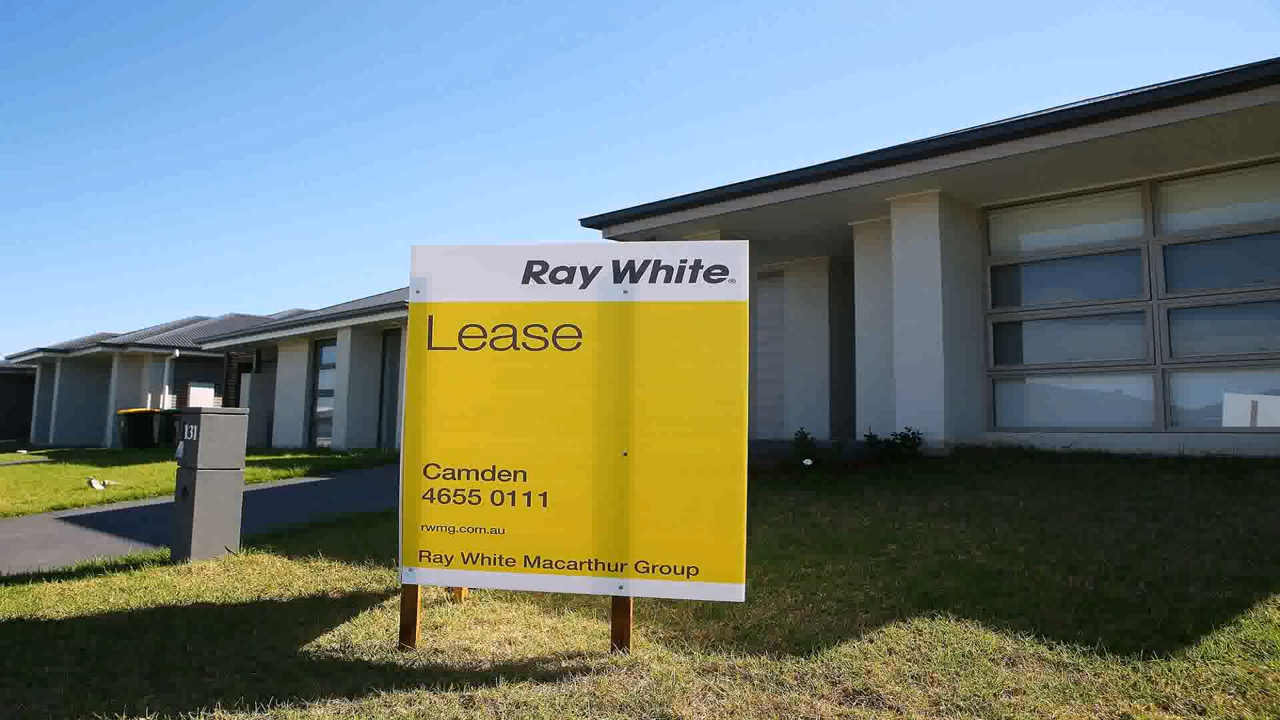 Ray White
Lease
Camden
4655 0111
rwmg.com.au
Ray White Macarthur Group
131